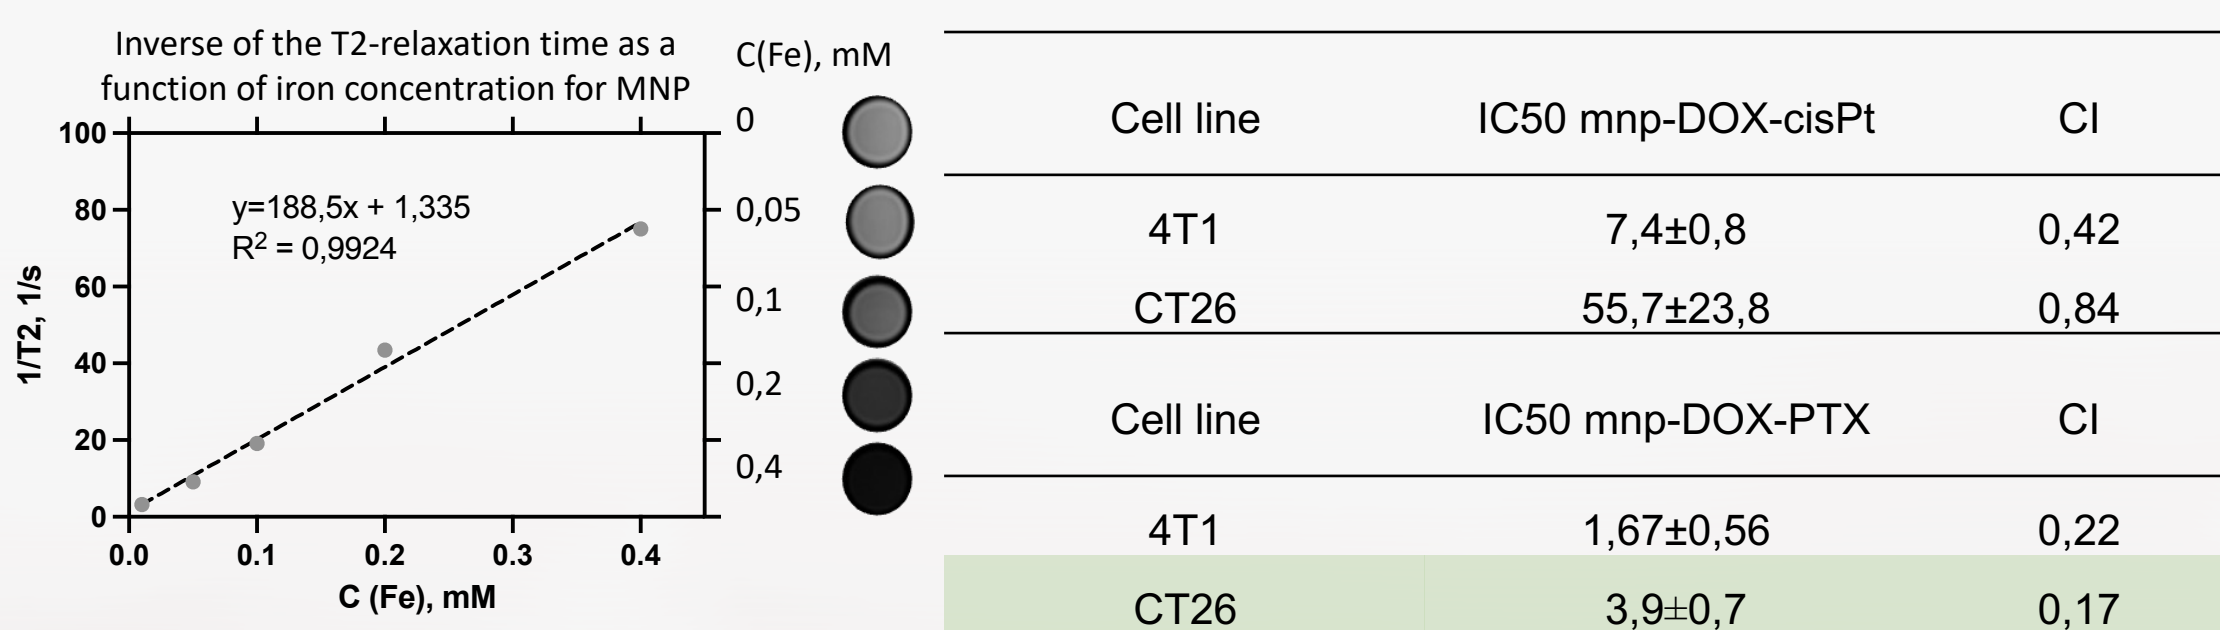 Inverse of the T2-relaxation time as a
function of iron concentration for MNP
100
80
60
40
20
0
1/T2, 1/s
y=188,5x + 1,335
R² = 0,9924
0.0 0.1 0.2 0.3 0.4
C (Fe), mM
C(Fe), mM
0
0,05
0,1
0,2
0,4
Cell line IC50 mnp-DOX-cisPt CI
4T1 7,4±0,8 0,42
CT26 55,7±23,8 0,84
Cell line IC50 mnp-DOX-PTX CI
4T1 1,67±0,56 0,22
CT26 3,9±0,7 0,17